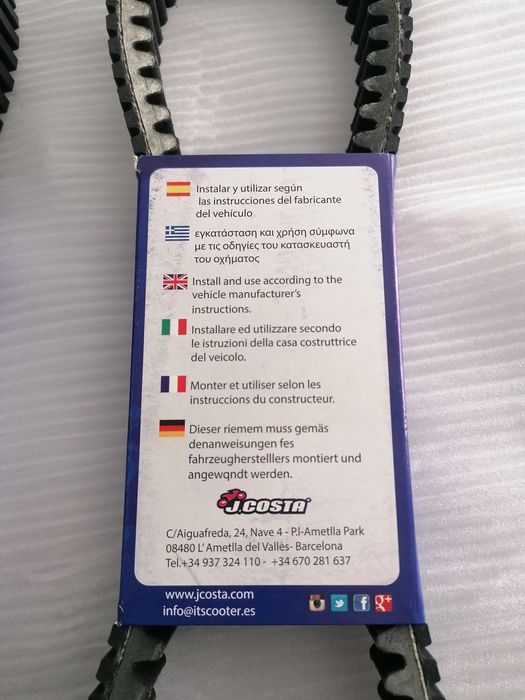 Instalar y utilizar según
las instrucciones del fabricante
del vehículo
εγκατάσταση και χρήση σύμφωνα
με τις οδηγίες του κατασκευαστή
του οχήματος
Install and use according to the
vehicle manufacturer's
instructions.
Installare ed utilizzare secondo
le istruzioni della casa costruttrice
del veicolo.
Monter et utiliser selon les
instruccions du constructeur.
Dieser riemem muss gemäs
denanweisungen fes
fahrzeugherstelllers montiert und
angewqndt werden.
J.COSTA
C/Aiguafreda, 24, Nave 4 - P.I-Ametlla Park
08480 L' Ametlla del Vallès- Barcelona
Tel.+34 937 324 110 - +34 670 281 637
www.jcosta.com
info@itscooter.es
f g+